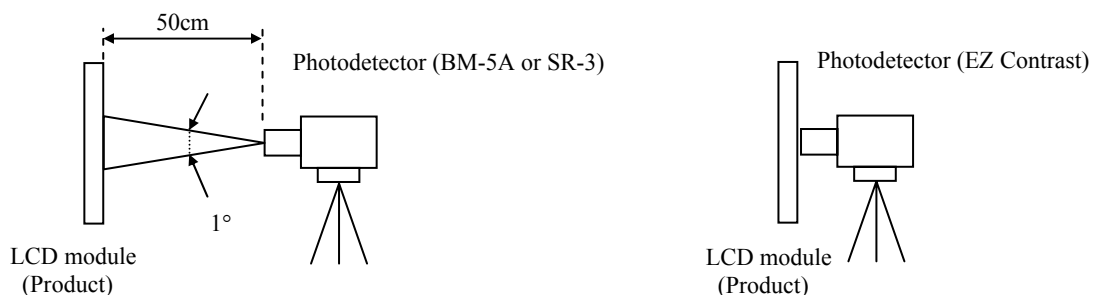 50cm
Photodetector (BM-5A or SR-3)
1°
LCD module
(Product)
Photodetector (EZ Contrast)
LCD module
(Product)